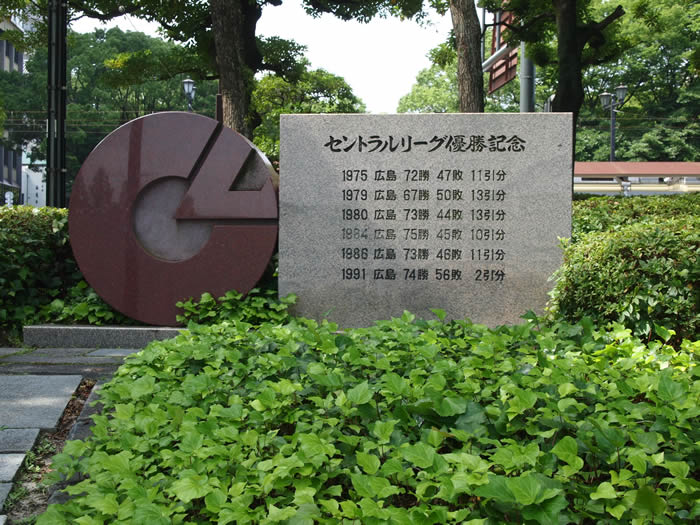 セントラルリーグ優勝記念
1975 広島 72勝 47敗 11引分
1979 広島 67勝 50敗 13引分
1980 広島 73勝 44敗 13引分
1984 広島 75勝 45敗 10引分
1986 広島 73勝 46敗 11引分
1991 広島 74勝 56敗 2引分